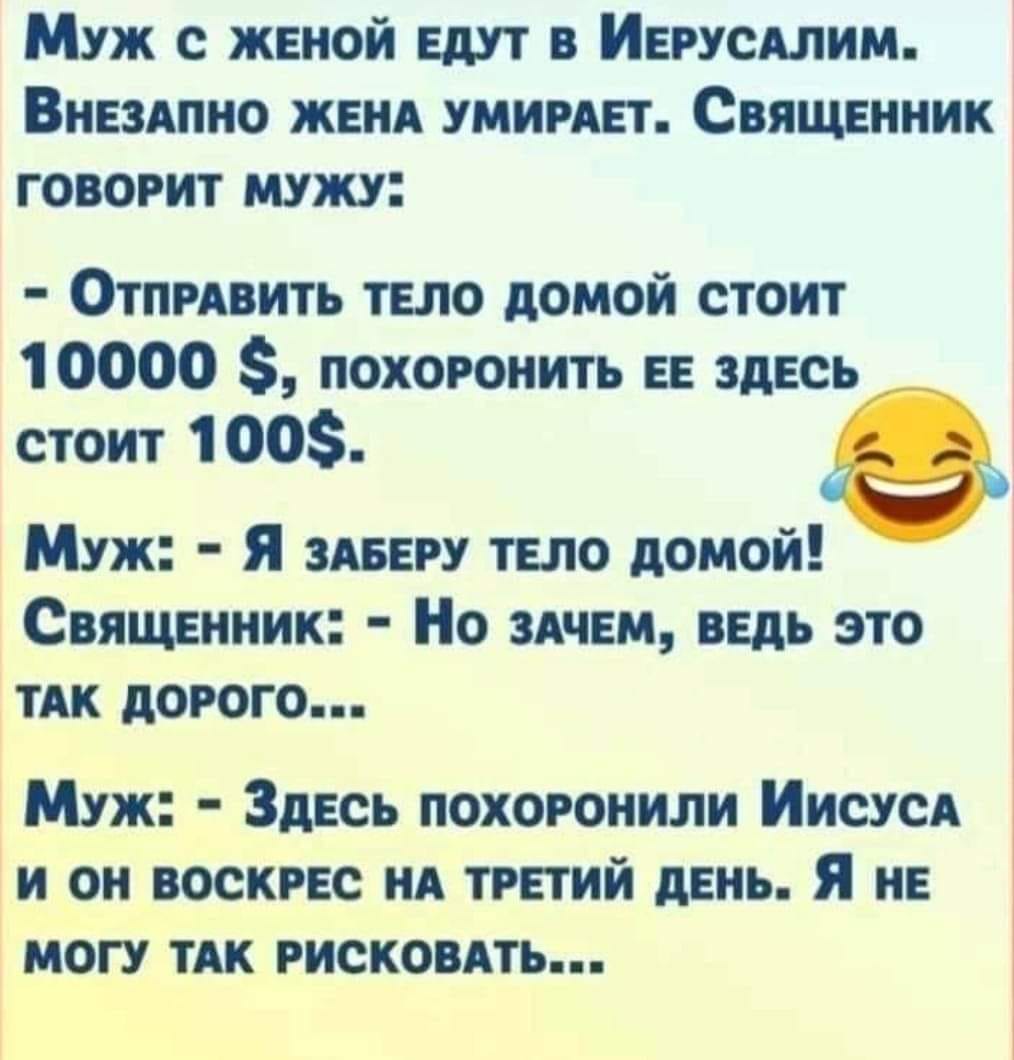 Муж с женой едут в Иерусалим.
Внезапно жена умирает. Священник
говорит мужу:
- Отправить тело домой стоит
10000 $, похоронить ее здесь
стоит 100$.
Муж: - Я заберу тело домой!
Священник: - Но зачем, ведь это
так дорого...
Муж: - Здесь похоронили Иисуса
и он воскрес на третий день. Я не
могу так рисковать...